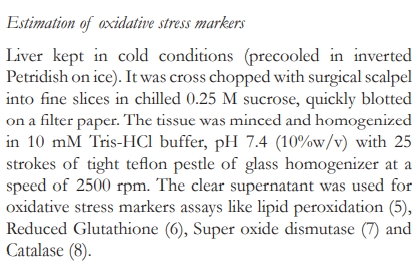 Estimation of oxidative stress markers
Liver kept in cold conditions (precooled in inverted
Petridish on ice). It was cross chopped with surgical scalpel
into fine slices in chilled 0.25 M sucrose, quickly blotted
on a filter paper. The tissue was minced and homogenized
in 10 mM Tris-HCl buffer, pH 7.4 (10%w/v) with 25
strokes of tight teflon pestle of glass homogenizer at a
speed of 2500 rpm. The clear supernatant was used for
oxidative stress markers assays like lipid peroxidation (5),
Reduced Glutathione (6), Super oxide dismutase (7) and
Catalase (8).